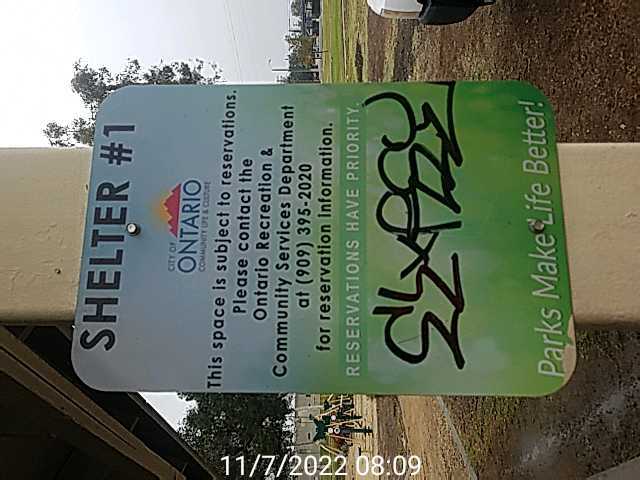 SHELTER #1
CITY OF
ONTARIO
COMMUNITY LIFE & CULTURE
This space is subject to reservations.
Please contact the
Ontario Recreation &
Community Services Department
at (909) 395-2020
for reservation information.
RESERVATIONS HAVE PRIORITY.
Parks Make Life Better!
11/7/2022 08:09